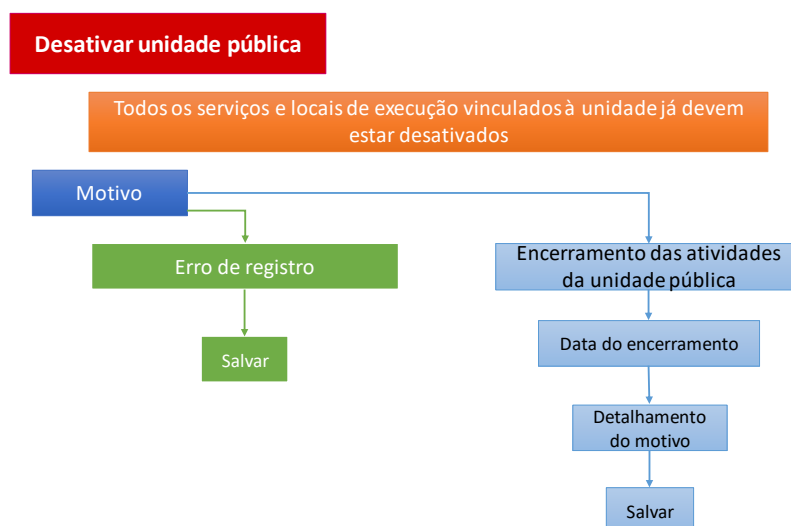 Desativar unidade pública
Todos os serviços e locais de execução vinculados à unidade já devem
estar desativados
Motivo
Erro de registro
Salvar
Encerramento das atividades
da unidade pública
Data do encerramento
Detalhamento
do motivo
Salvar